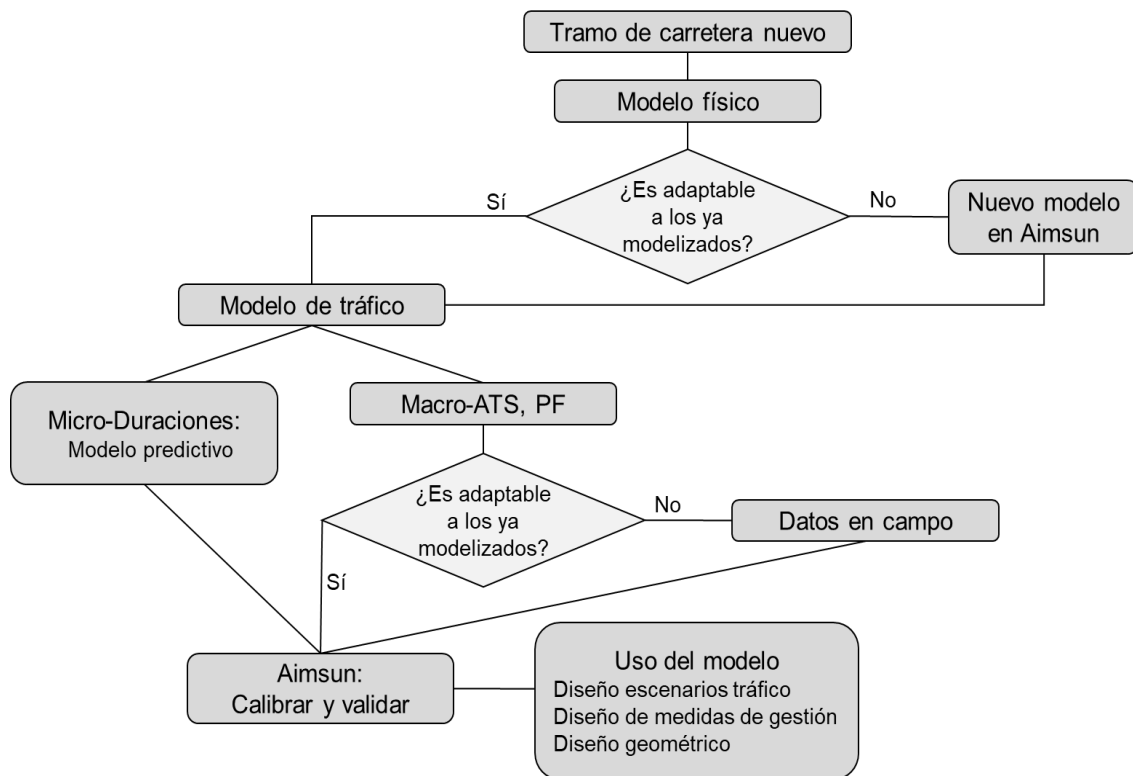 Tramo de carretera nuevo
Modelo físico
¿Es adaptable
a los ya
modelizados?
Sí
No
Nuevo modelo
en Aimsun
Modelo de tráfico
Micro-Duraciones:
Modelo predictivo
Macro-ATS, PF
¿Es adaptable
a los ya
modelizados?
No
Datos en campo
Sí
Aimsun:
Calibrar y validar
Uso del modelo
Diseño escenarios tráfico
Diseño de medidas de gestión
Diseño geométrico